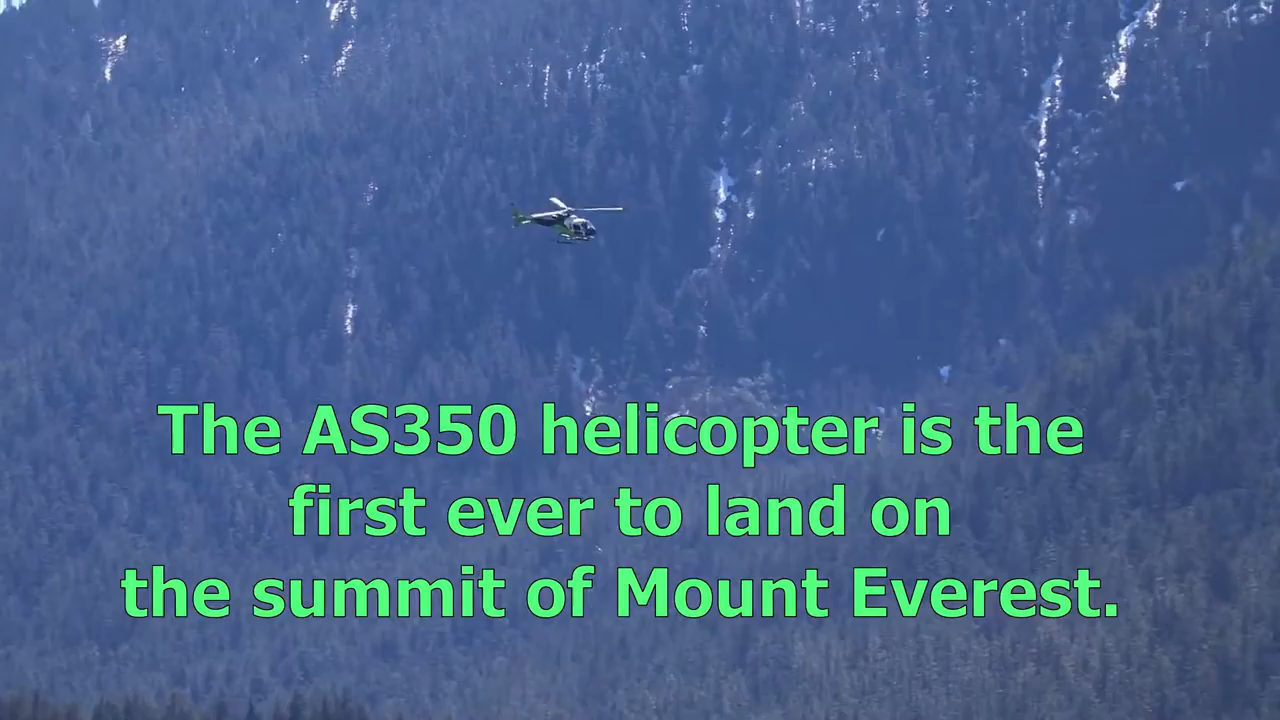 The AS350 helicopter is the
first ever to land on
the summit of Mount Everest.